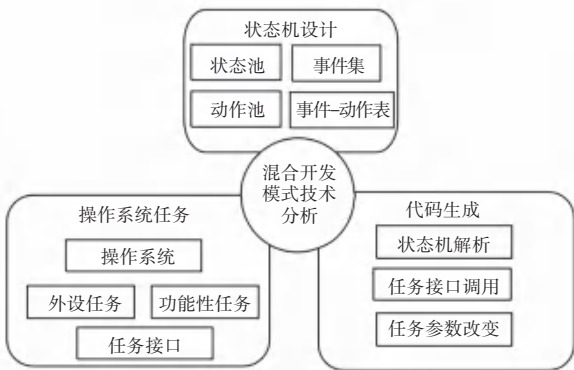 状态机设计
状态池
事件集
动作池
事件-动作表
混合开发
模式技术
分析
操作系统任务
操作系统
外设任务
功能性任务
任务接口
代码生成
状态机解析
任务接口调用
任务参数改变